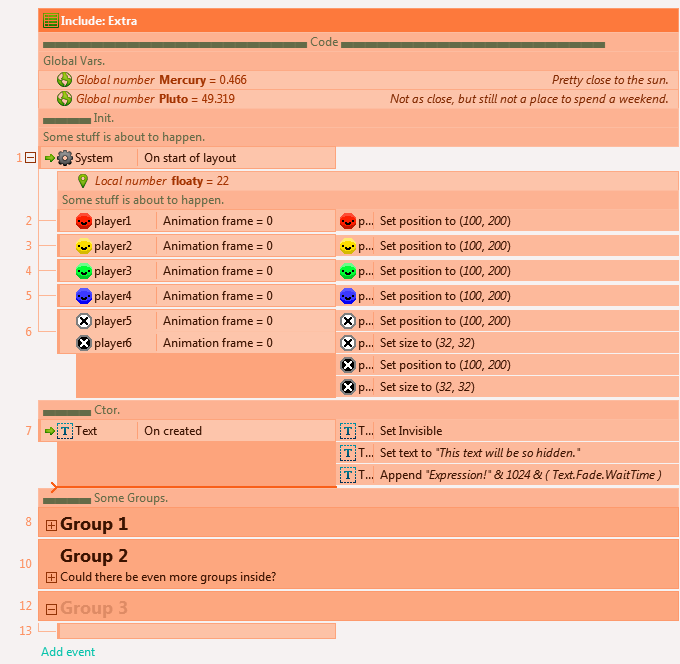 Include: Extra
Code
Global Vars.
Global number Mercury = 0.466 Pretty close to the sun.
Global number Pluto = 49.319 Not as close, but still not a place to spend a weekend.
Init.
Some stuff is about to happen.
1 System On start of layout
Local number floaty = 22
Some stuff is about to happen.
2 player1 Animation frame = 0 p... Set position to (100, 200)
3 player2 Animation frame = 0 p... Set position to (100, 200)
4 player3 Animation frame = 0 p... Set position to (100, 200)
5 player4 Animation frame = 0 p... Set position to (100, 200)
player5 Animation frame = 0 p... Set position to (100, 200)
6 player6 Animation frame = 0 p... Set size to (32, 32)
p... Set position to (100, 200)
p... Set size to (32, 32)
Ctor.
7 T Text On created T T... Set Invisible
T T... Set text to "This text will be so hidden."
T T... Append "Expression!" & 1024 & ( Text.Fade.WaitTime )
Some Groups.
8 Group 1
Group 2
10 Could there be even more groups inside?
12 Group 3
13
Add event